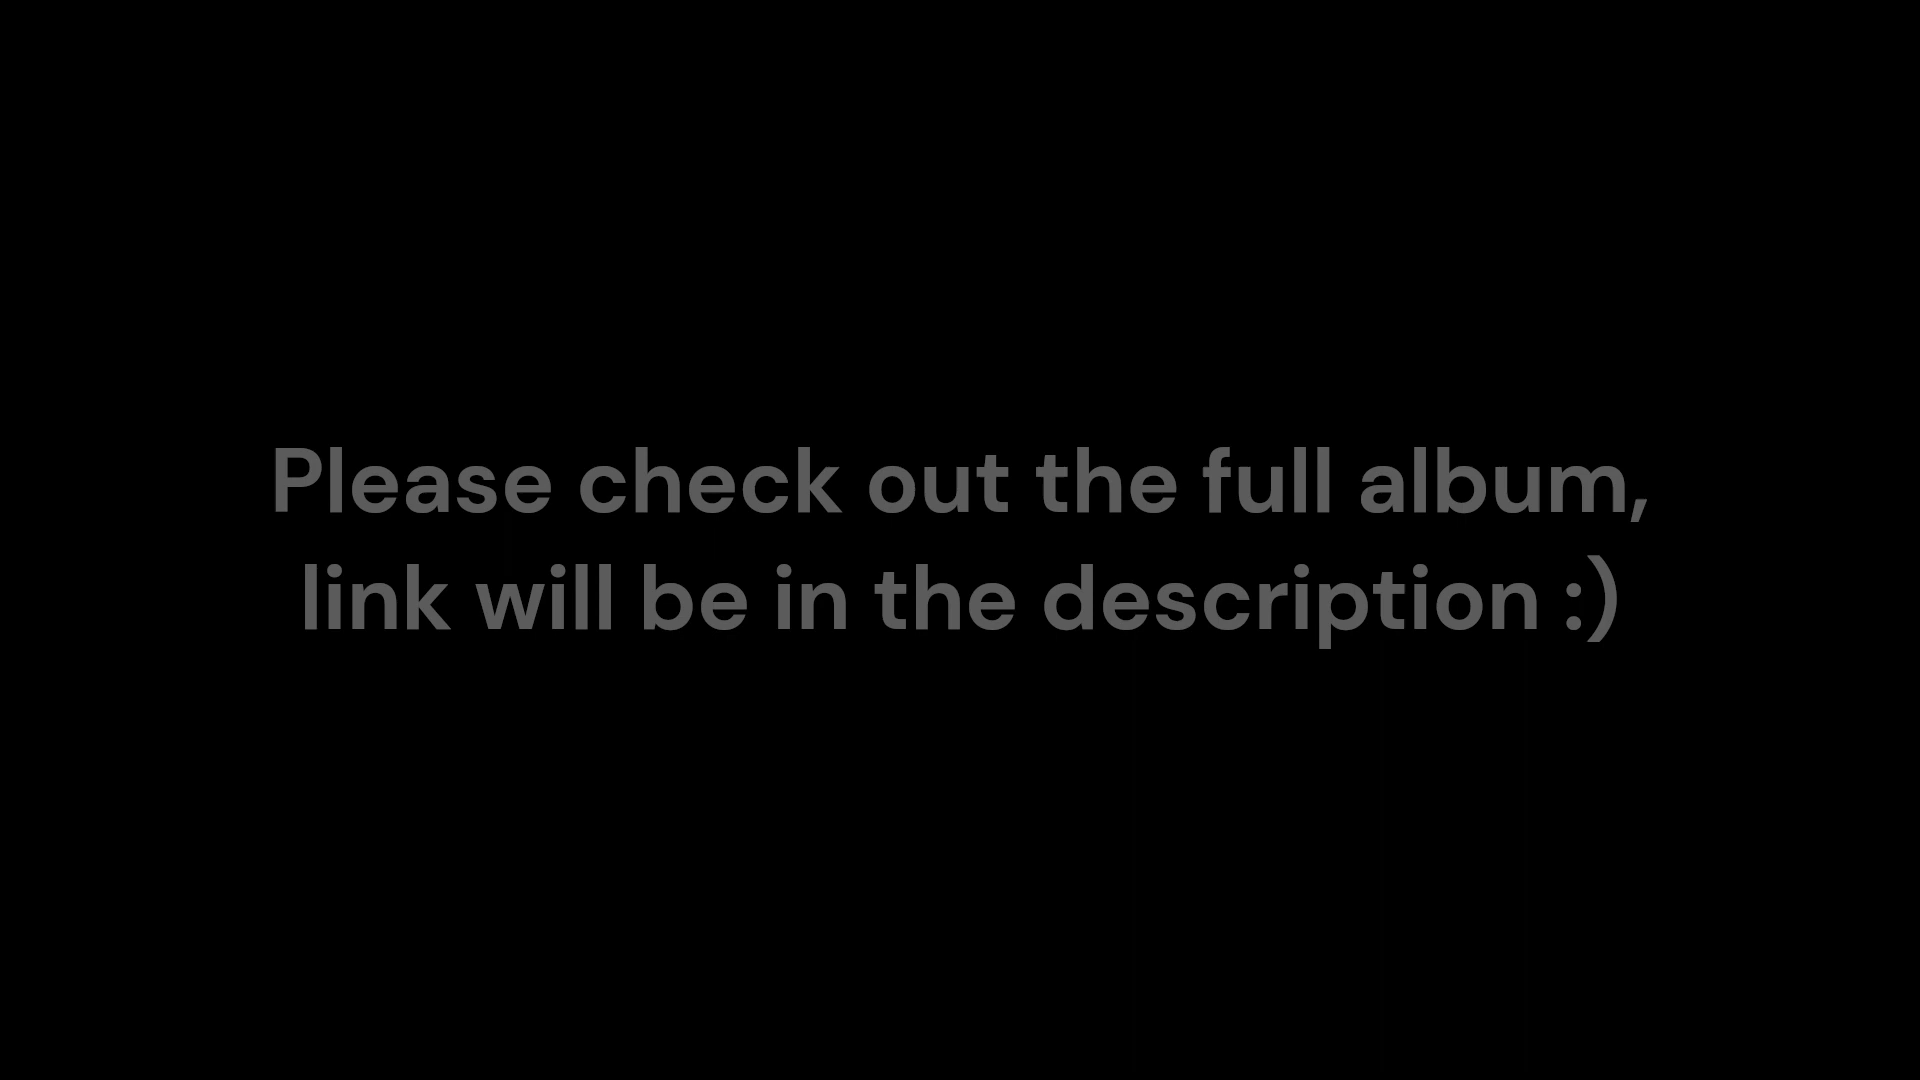 Please check out the full album,
link will be in the description :)